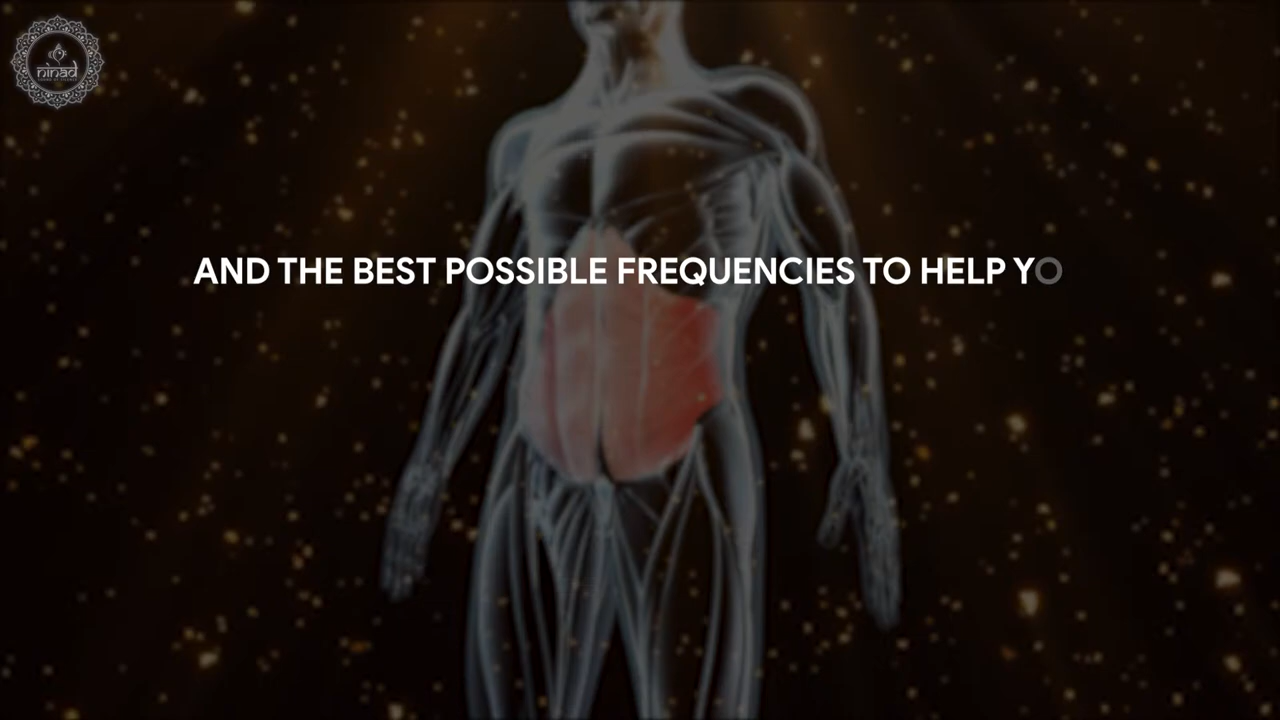 ninad
AND THE BEST POSSIBLE FREQUENCIES TO HELP YO